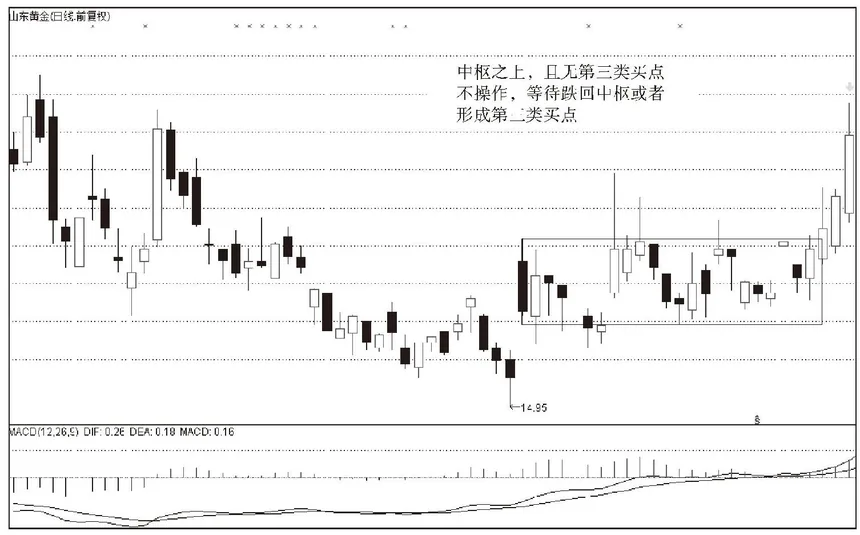 山东黄金(日线.前复权)
中枢之上，且无第三类买点
不操作，等待跌回中枢或者
形成第三类买点
←14.95
MACD(12,26,9) DIF: 0.26 DEA: 0.18 MACD: 0.16